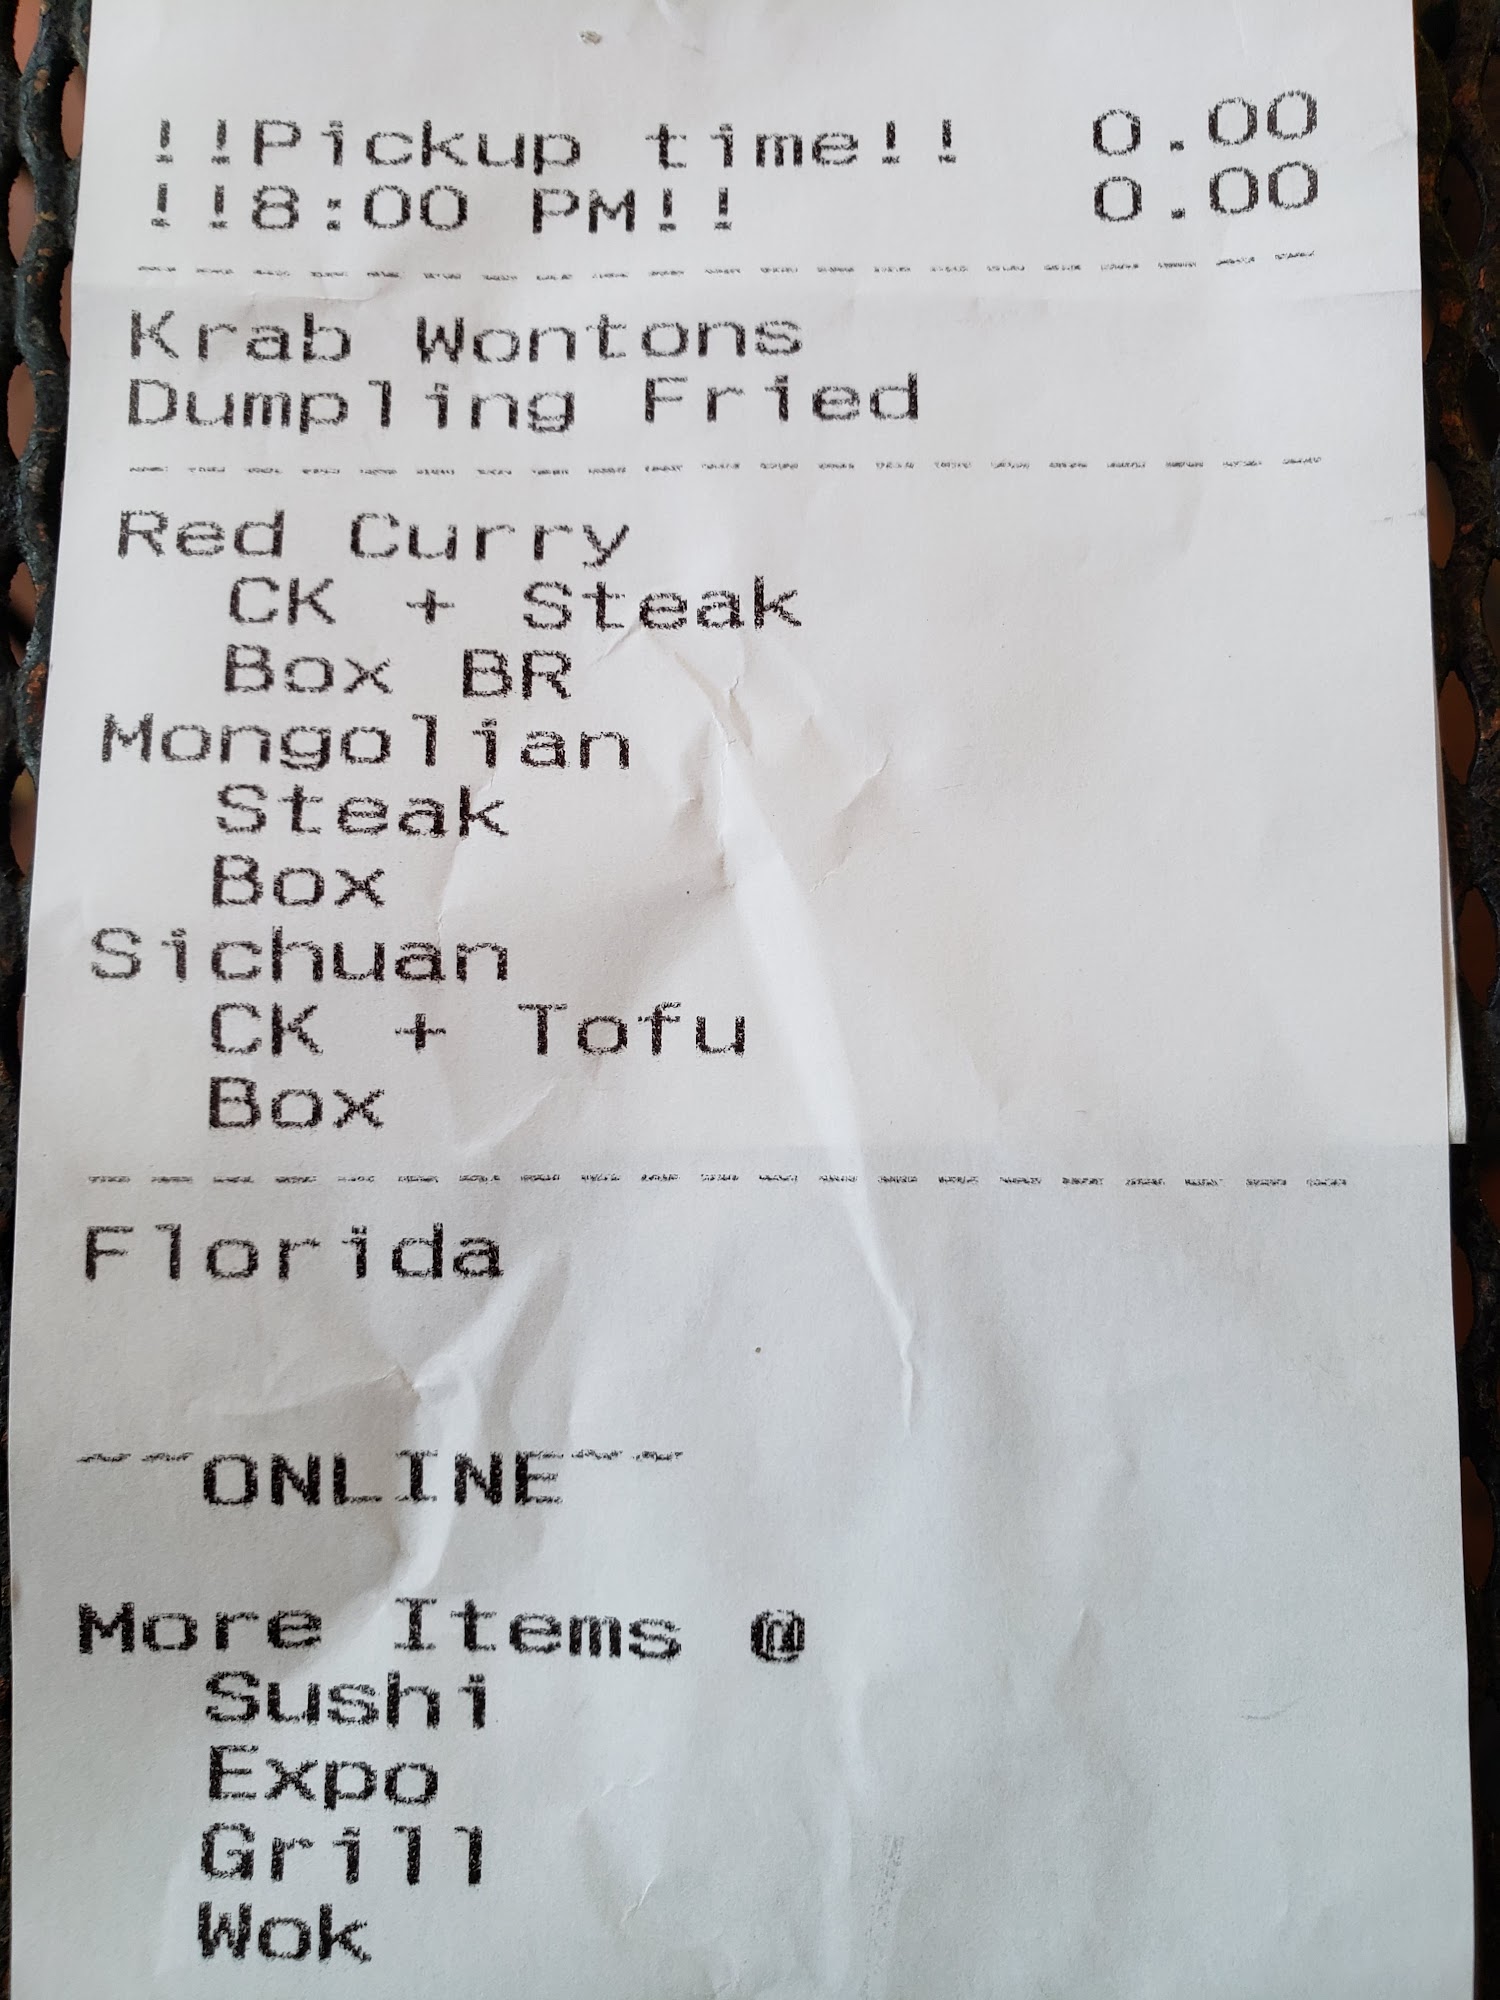 !!Pickup time!! 0.00
!!8:00 PM!! 0.00
Krab Wontons
Dumpling Fried
Red Curry
CK + Steak
Box BR
Mongolian
Steak
Box
Sichuan
CK + Tofu
Box
Florida
~~ONLINE~~
More Items @
Sushi
Expo
Grill
Wok